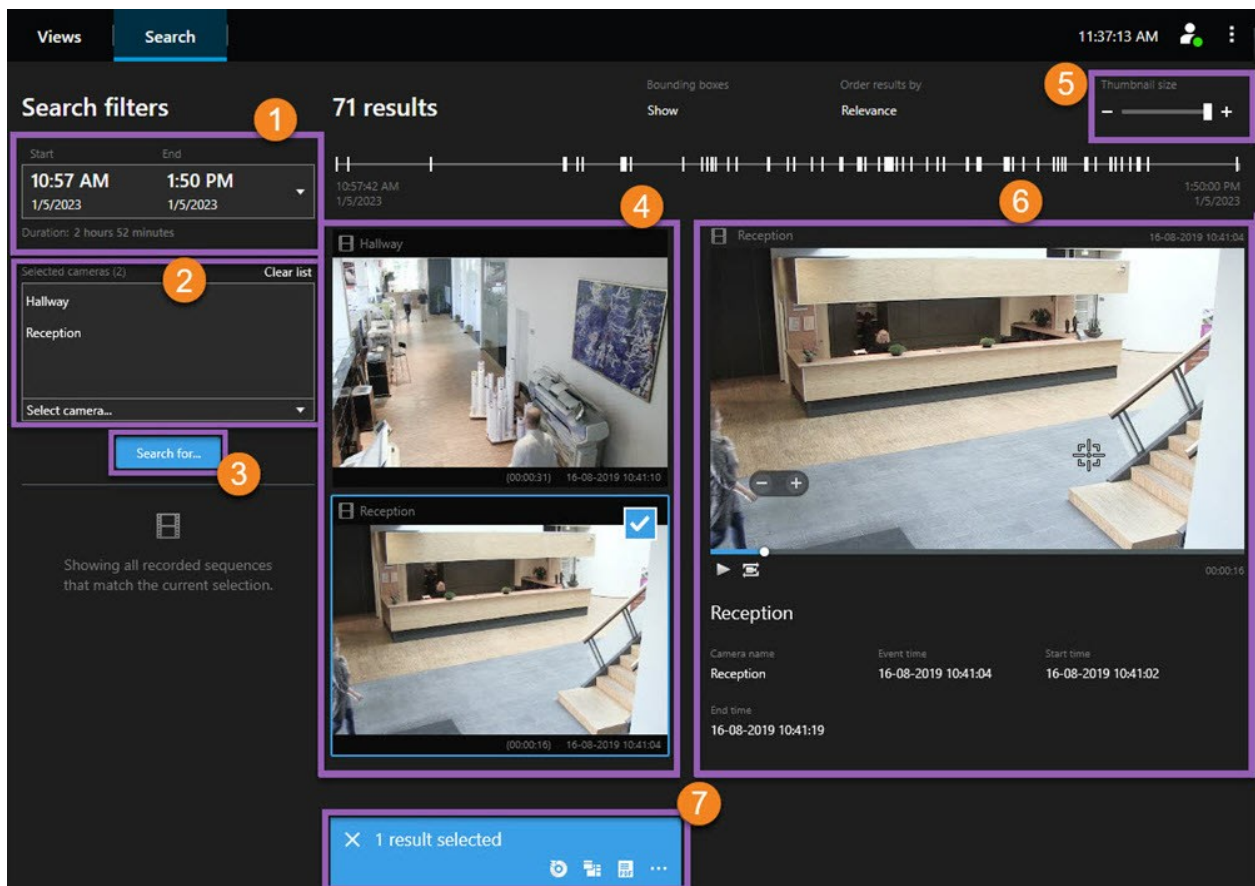 Views
Search
11:37:13 AM
Search filters
71 results
Bounding boxes
Show
Order results by
Relevance
5
Thumbnail size
1
Start End
10:57 AM 1:50 PM
1/5/2023 1/5/2023
Duration: 2 hours 52 minutes
10:57:42 AM
1/5/2023
1:50:00 PM
1/5/2023
2
Selected cameras (2)
Clear list
Hallway
Reception
Select camera...
Search for...
3
Showing all recorded sequences
that match the current selection.
4
Hallway
(00:00:31) 16-08-2019 10:41:10
Reception
(00:00:16) 16-08-2019 10:41:04
6
Reception
16-08-2019 10:41:04
00:00:16
Reception
Camera name Event time Start time
Reception 16-08-2019 10:41:04 16-08-2019 10:41:02
End time
16-08-2019 10:41:19
7
1 result selected
PDF